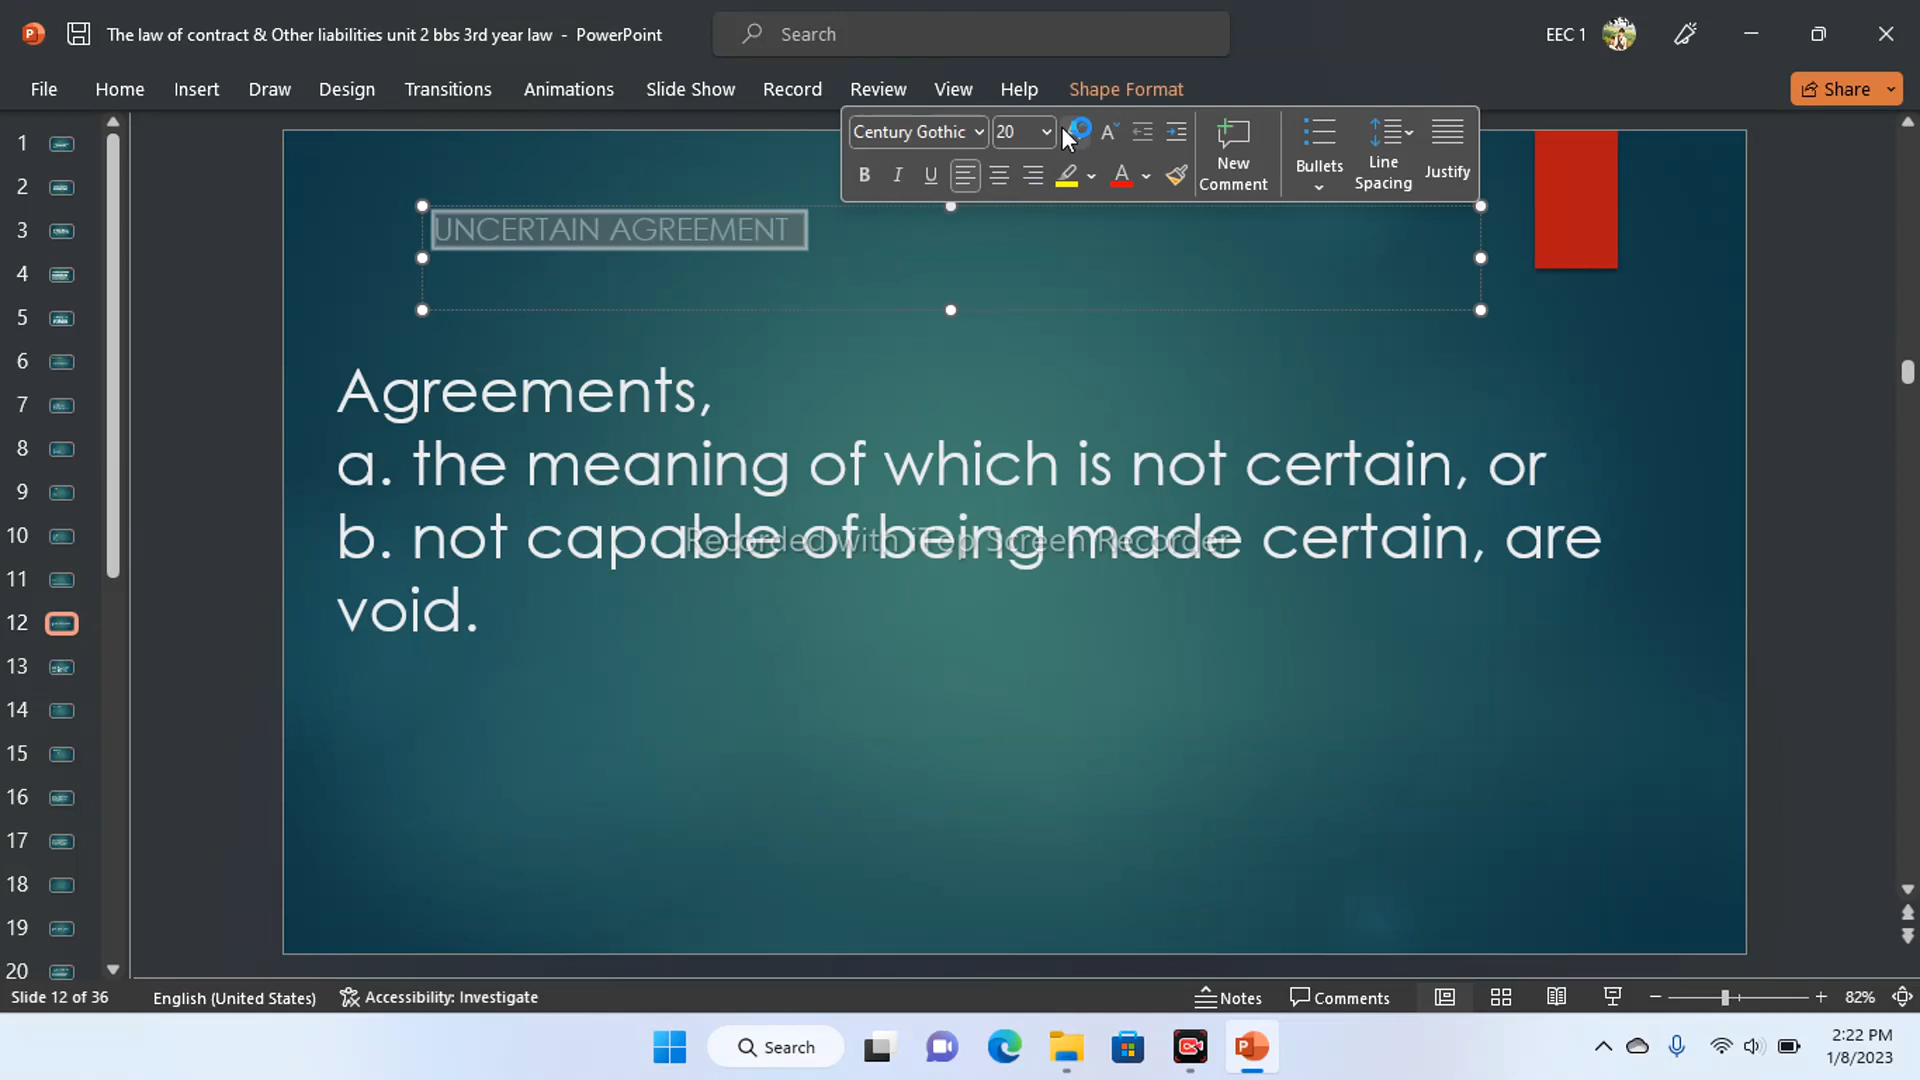 The law of contract & Other liabilities unit 2 bbs 3rd year law - PowerPoint
Search
EEC 1
File Home Insert Draw Design Transitions Animations Slide Show Record Review View Help Shape Format
Share
Century Gothic 20
B I U
New Comment
Bullets
Line Spacing
Justify
UNCERTAIN AGREEMENT
Agreements,
a. the meaning of which is not certain, or
b. not capable of being made certain, are
void.
Recorded with iTop Screen Recorder
1
2
3
4
5
6
7
8
9
10
11
12
13
14
15
16
17
18
19
20
Slide 12 of 36 English (United States) Accessibility: Investigate Notes Comments 82%
Search
2:22 PM
1/8/2023